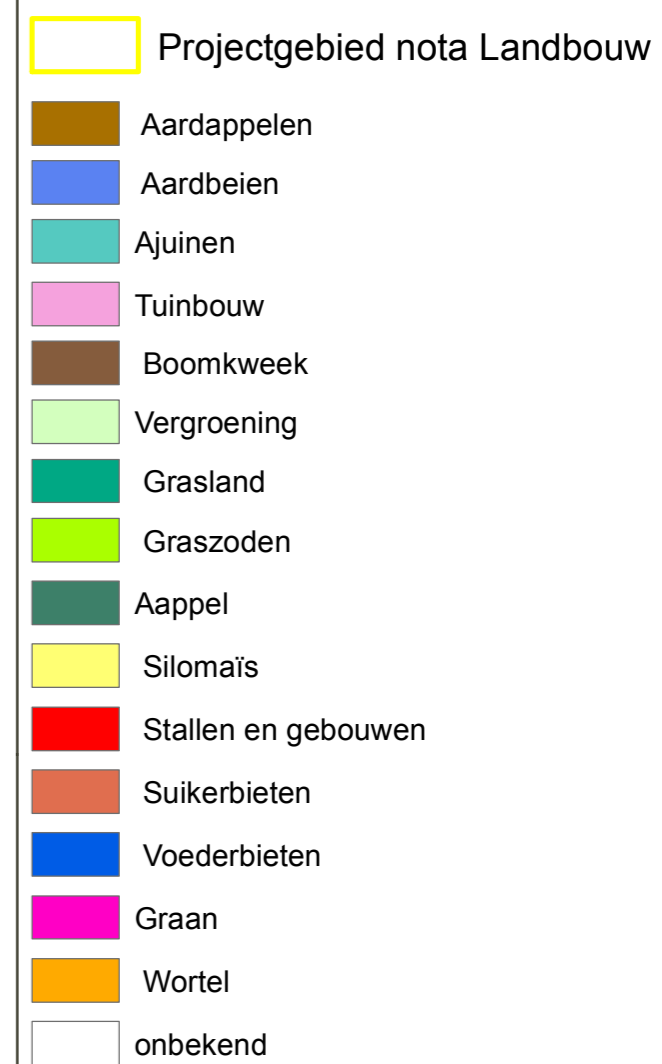 Projectgebied nota Landbouw
Aardappelen
Aardbeien
Ajuinen
Tuinbouw
Boomkweek
Vergroening
Grasland
Graszoden
Aappel
Silomaïs
Stallen en gebouwen
Suikerbieten
Voederbieten
Graan
Wortel
onbekend